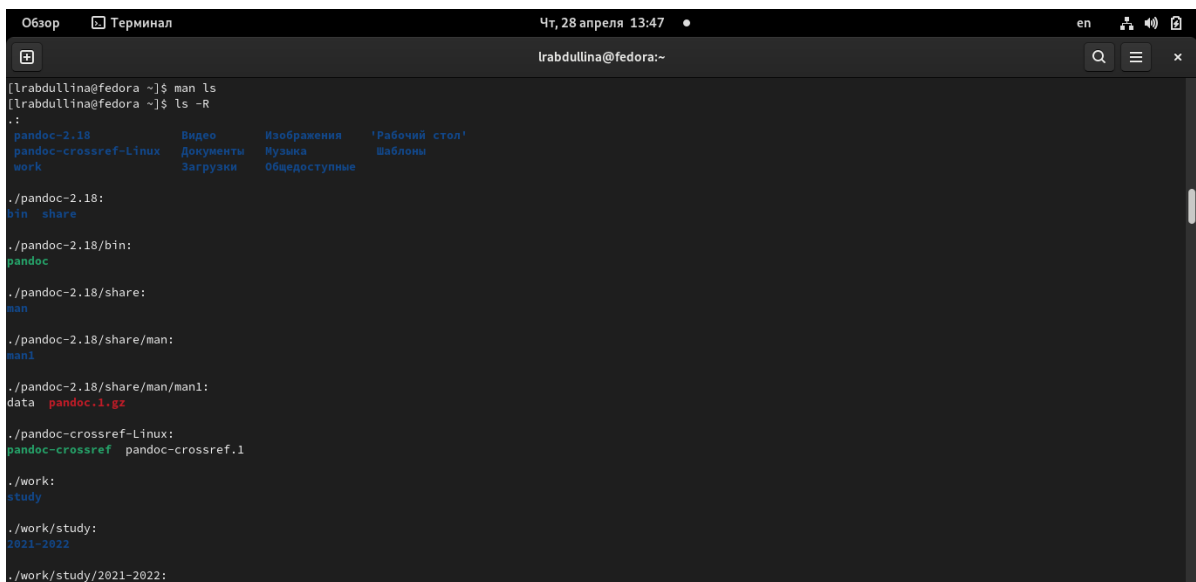 Обзор Терминал Чт, 28 апреля 13:47 en
lrabdullina@fedora:~
[lrabdullina@fedora ~]$ man ls
[lrabdullina@fedora ~]$ ls -R
.:
pandoc-2.18 Видео Изображения 'Рабочий стол'
pandoc-crossref-Linux Документы Музыка Шаблоны
work Загрузки Общедоступные
./pandoc-2.18:
bin share
./pandoc-2.18/bin:
pandoc
./pandoc-2.18/share:
man
./pandoc-2.18/share/man:
man1
./pandoc-2.18/share/man/man1:
data pandoc.1.gz
./pandoc-crossref-Linux:
pandoc-crossref pandoc-crossref.1
./work:
study
./work/study:
2021-2022
./work/study/2021-2022: